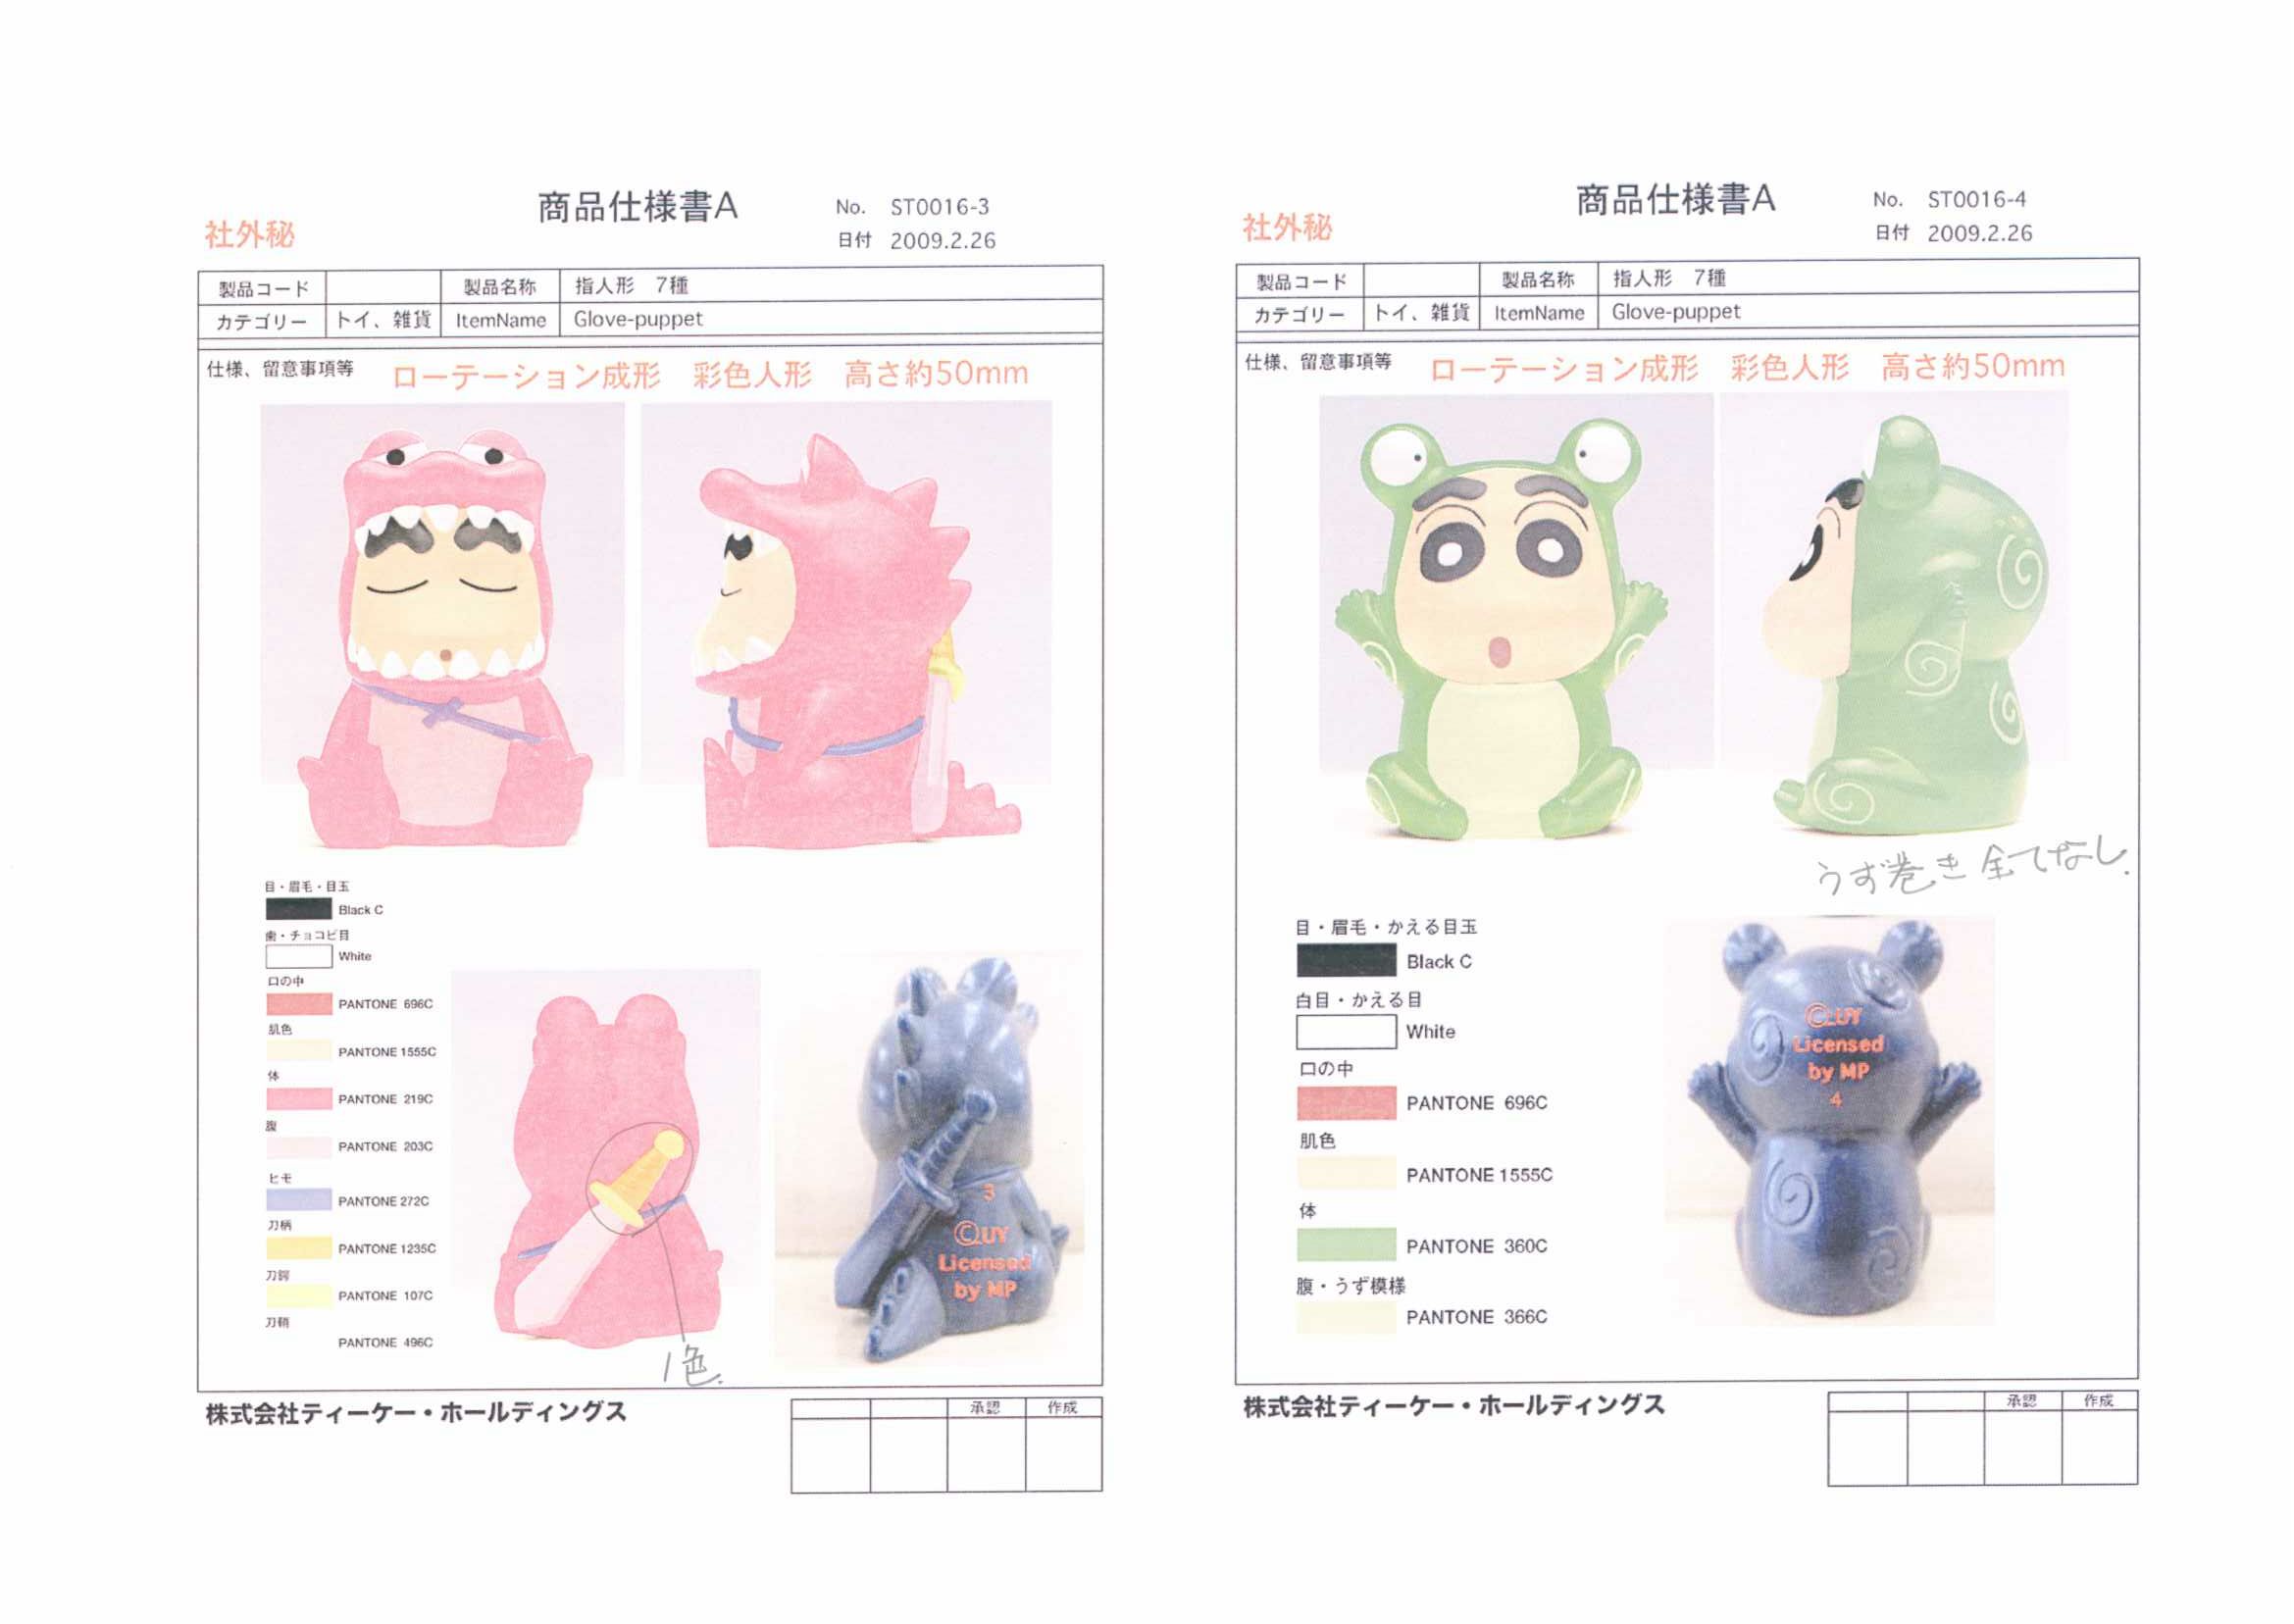 商品仕様書A
No. ST0016-3
社外秘
日付 2009.2.26
製品コード 製品名称 指人形 7種
カテゴリー トイ、雑貨 ItemName Glove-puppet
仕様、留意事項等 ローテーション成形 彩色人形 高さ約50mm
目・眉毛・目玉
Black C
歯・チョコビ目
White
口の中
PANTONE 696C
肌色
PANTONE 1555C
体
PANTONE 219C
腹
PANTONE 203C
ヒモ
PANTONE 272C
刀柄
PANTONE 1235C
刀鍔
PANTONE 107C
刀鞘
PANTONE 496C
1色.
3
©UY
Licensed
by MP
株式会社ティーケー・ホールディングス
承認 作成
商品仕様書A
No. ST0016-4
社外秘
日付 2009.2.26
製品コード 製品名称 指人形 7種
カテゴリー トイ、雑貨 ItemName Glove-puppet
仕様、留意事項等 ローテーション成形 彩色人形 高さ約50mm
うず巻き全てなし.
目・眉毛・かえる目玉
Black C
白目・かえる目
White
口の中
PANTONE 696C
肌色
PANTONE 1555C
体
PANTONE 360C
腹・うず模様
PANTONE 366C
©UY
Licensed
by MP
4
株式会社ティーケー・ホールディングス
承認 作成